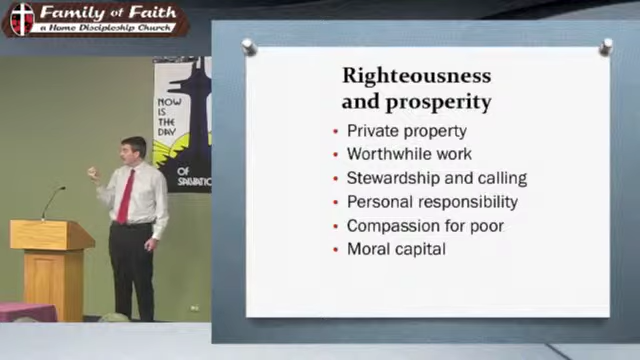 Family of Faith
a Home Discipleship Church
NOW
IS
THE
DAY
OF
SALVATIO
Righteousness
and prosperity
• Private property
• Worthwhile work
• Stewardship and calling
• Personal responsibility
• Compassion for poor
• Moral capital